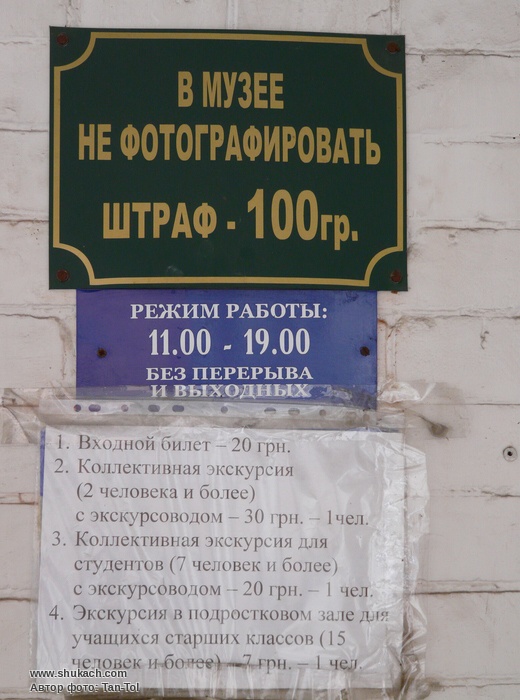 В МУЗЕЕ
НЕ ФОТОГРАФИРОВАТЬ
ШТРАФ - 100гр.
РЕЖИМ РАБОТЫ:
11.00 - 19.00
БЕЗ ПЕРЕРЫВА
И ВЫХОДНЫХ
1. Входной билет – 20 грн.
2. Коллективная экскурсия
(2 человека и более)
с экскурсоводом – 30 грн. – 1чел.
3. Коллективная экскурсия для
студентов (7 человек и более)
с экскурсоводом – 20 грн. – 1 чел.
4. Экскурсия в подростковом зале для
учащихся старших классов (15
человек и более) – 7 грн. – 1 чел.
www.shukach.com
Автор фото: Tan-Tol